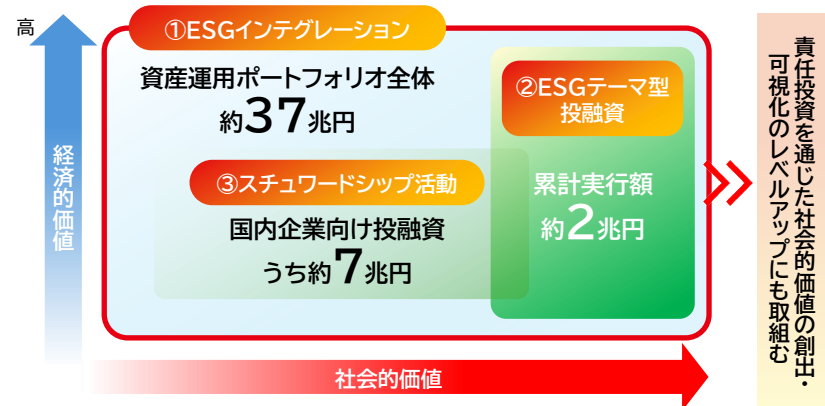 高
経済的価値
①ESGインテグレーション
資産運用ポートフォリオ全体
約37兆円
②ESGテーマ型
投融資
累計実行額
約2兆円
③スチュワードシップ活動
国内企業向け投融資
うち約7兆円
社会的価値
責任投資を通じた社会的価値の創出・
可視化のレベルアップにも取組む